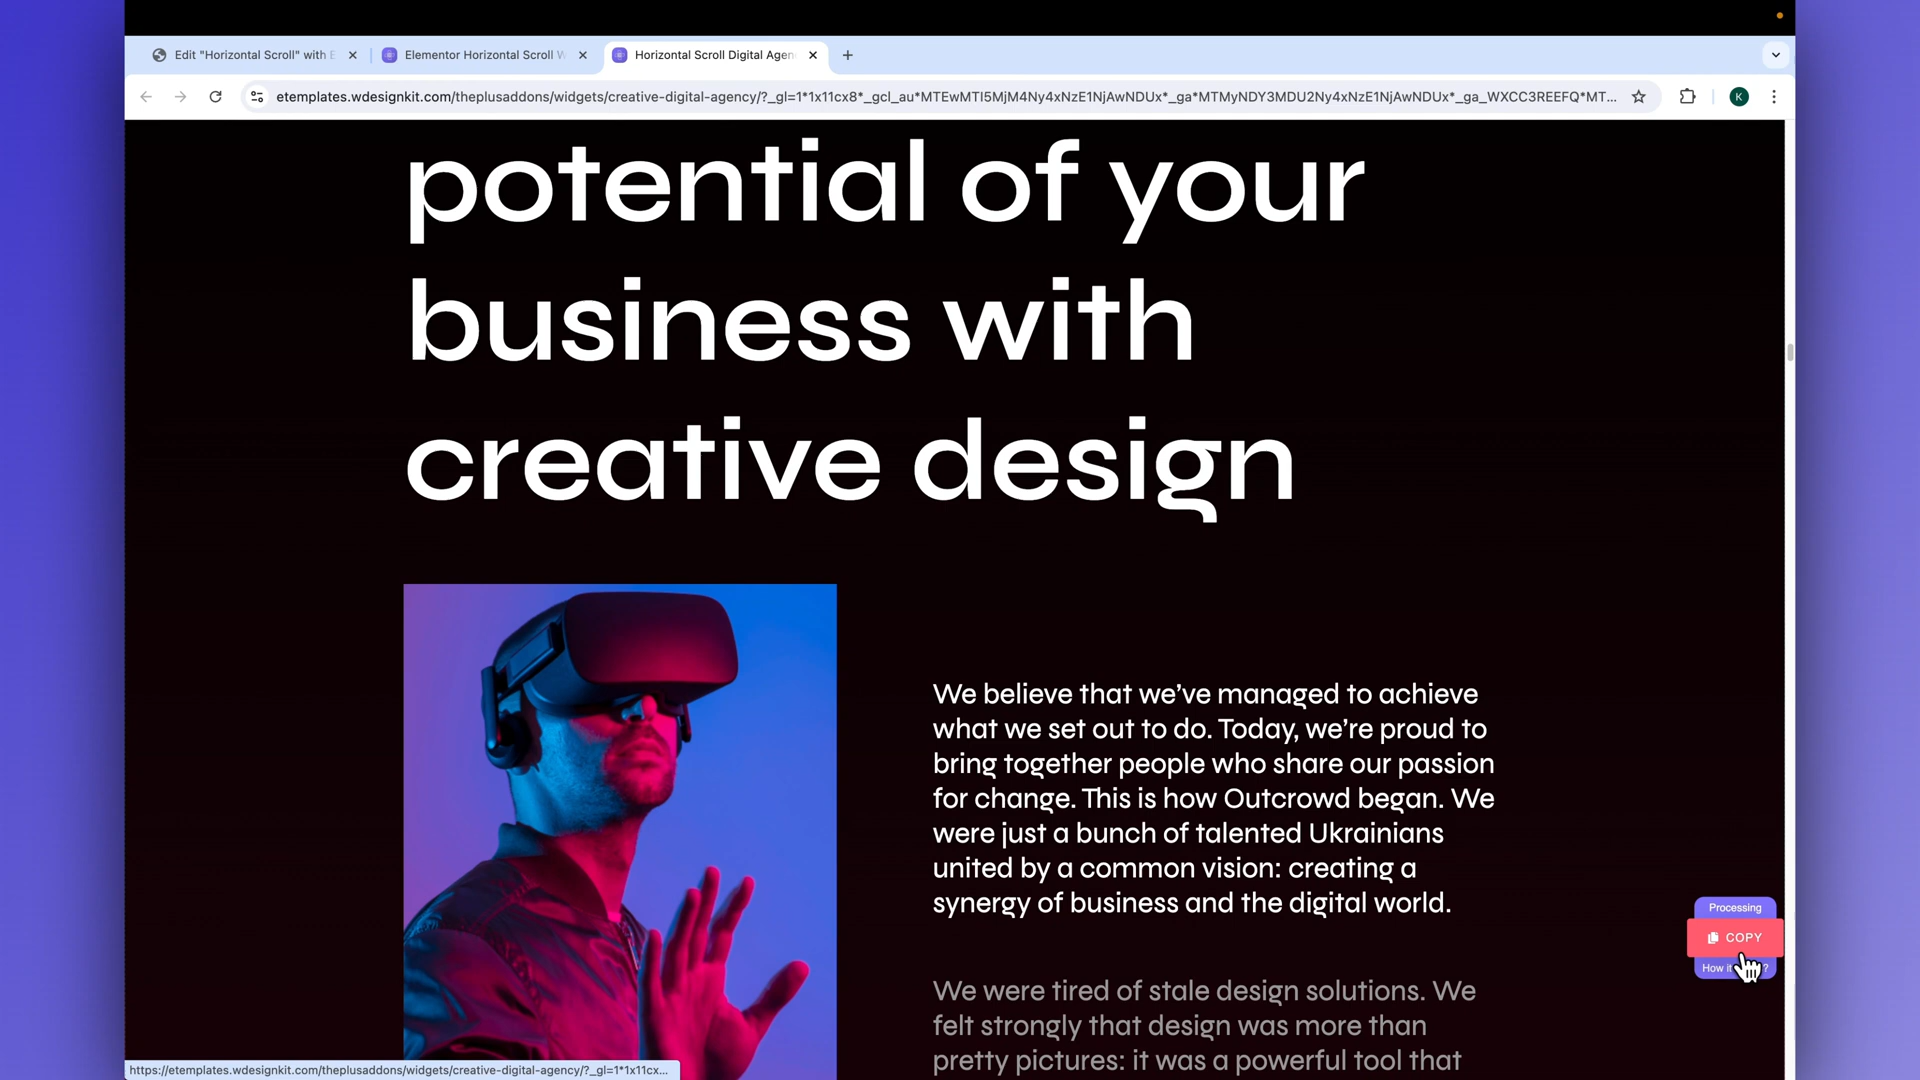 Edit "Horizontal Scroll" with E
Elementor Horizontal Scroll W
Horizontal Scroll Digital Agen
etemplates.wdesignkit.com/theplusaddons/widgets/creative-digital-agency/?_gl=1*1x11cx8*_gcl_au*MTEwMTI5MjM4Ny4xNzE1NjAwNDUx*_ga*MTMyNDY3MDU2Ny4xNzE1NjAwNDUx*_ga_WXCC3REEFQ*MT...
K
potential of your
business with
creative design
We believe that we've managed to achieve
what we set out to do. Today, we're proud to
bring together people who share our passion
for change. This is how Outcrowd began. We
were just a bunch of talented Ukrainians
united by a common vision: creating a
synergy of business and the digital world.
Processing
COPY
How it ?
We were tired of stale design solutions. We
felt strongly that design was more than
pretty pictures: it was a powerful tool that
https://etemplates.wdesignkit.com/theplusaddons/widgets/creative-digital-agency/?_gl=1*1x11cx...